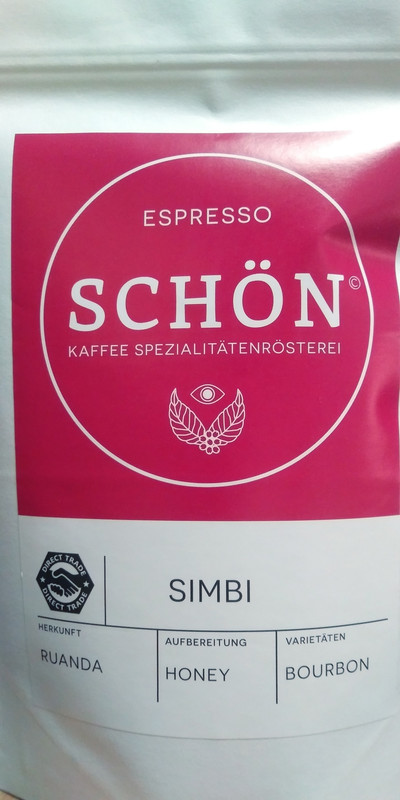 ESPRESSO
SCHÖN©
KAFFEE SPEZIALITÄTENRÖSTEREI
DIRECT TRADE
DIRECT TRADE
SIMBI
HERKUNFT
RUANDA
AUFBEREITUNG
HONEY
VARIETÄTEN
BOURBON